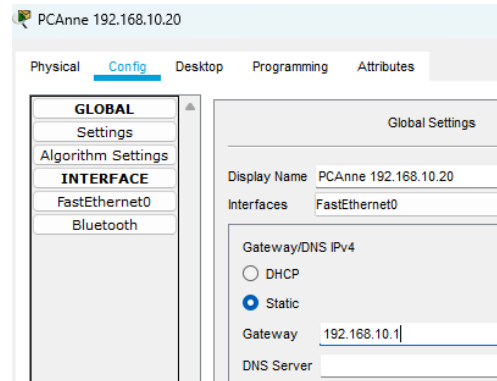 PCAnne 192.168.10.20
Physical Config Desktop Programming Attributes
GLOBAL
Settings
Algorithm Settings
INTERFACE
FastEthernet0
Bluetooth
Global Settings
Display Name PCAnne 192.168.10.20
Interfaces FastEthernet0
Gateway/DNS IPv4
DHCP
Static
Gateway 192.168.10.1
DNS Server